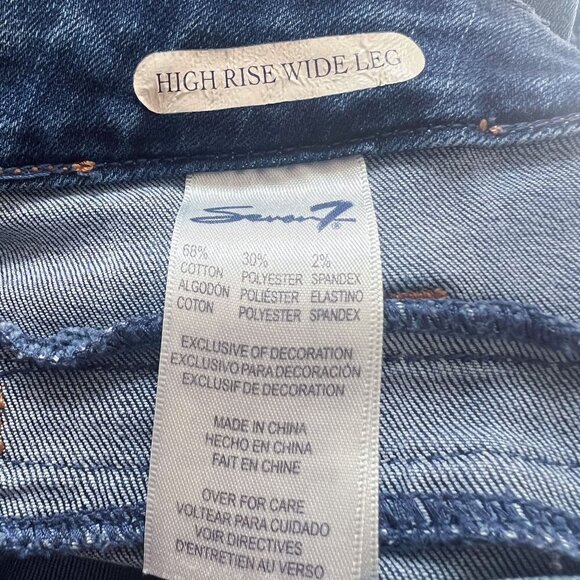 HIGH RISE WIDE LEG
Seven7®
68% 30% 2%
COTTON POLYESTER SPANDEX
ALGODÓN POLIÉSTER ELASTINO
COTON POLYESTER SPANDEX
EXCLUSIVE OF DECORATION
EXCLUSIVO PARA DECORACIÓN
EXCLUSIF DE DECORATION
MADE IN CHINA
HECHO EN CHINA
FAIT EN CHINE
OVER FOR CARE
VOLTEAR PARA CUIDADO
VOIR DIRECTIVES
D'ENTRETIEN AU VERSO